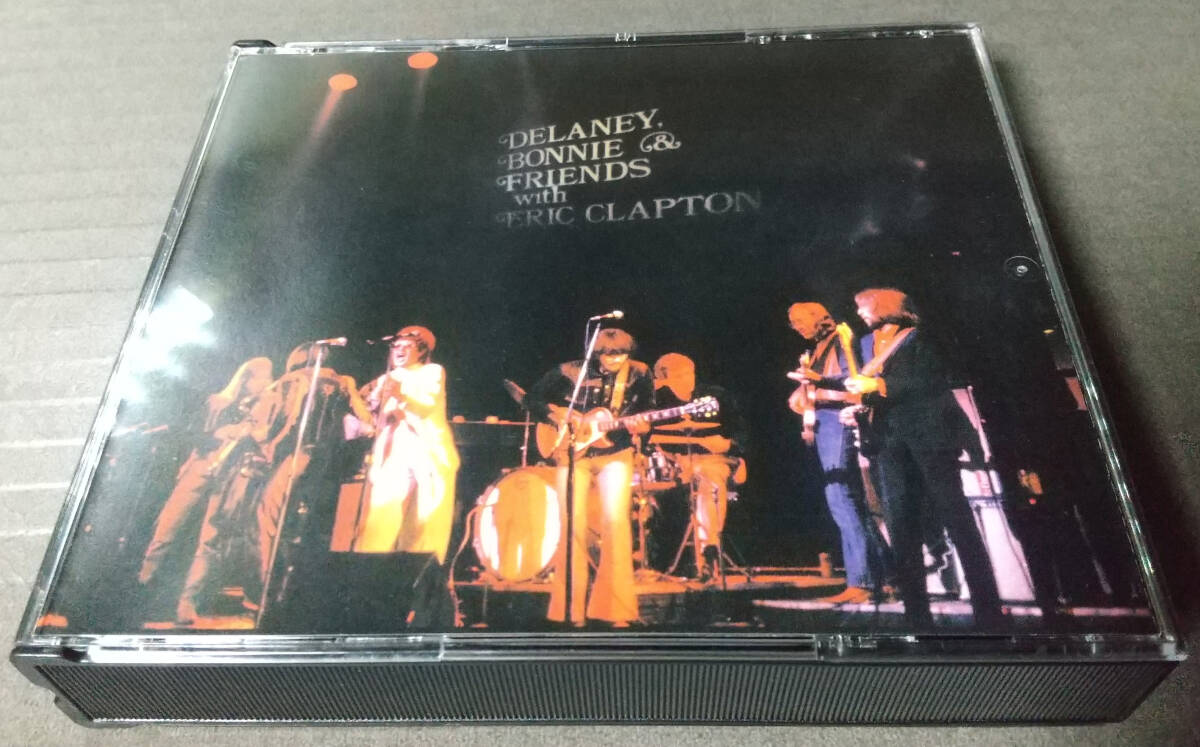 DELANEY,
BONNIE &
FRIENDS
with
ERIC CLAPTON